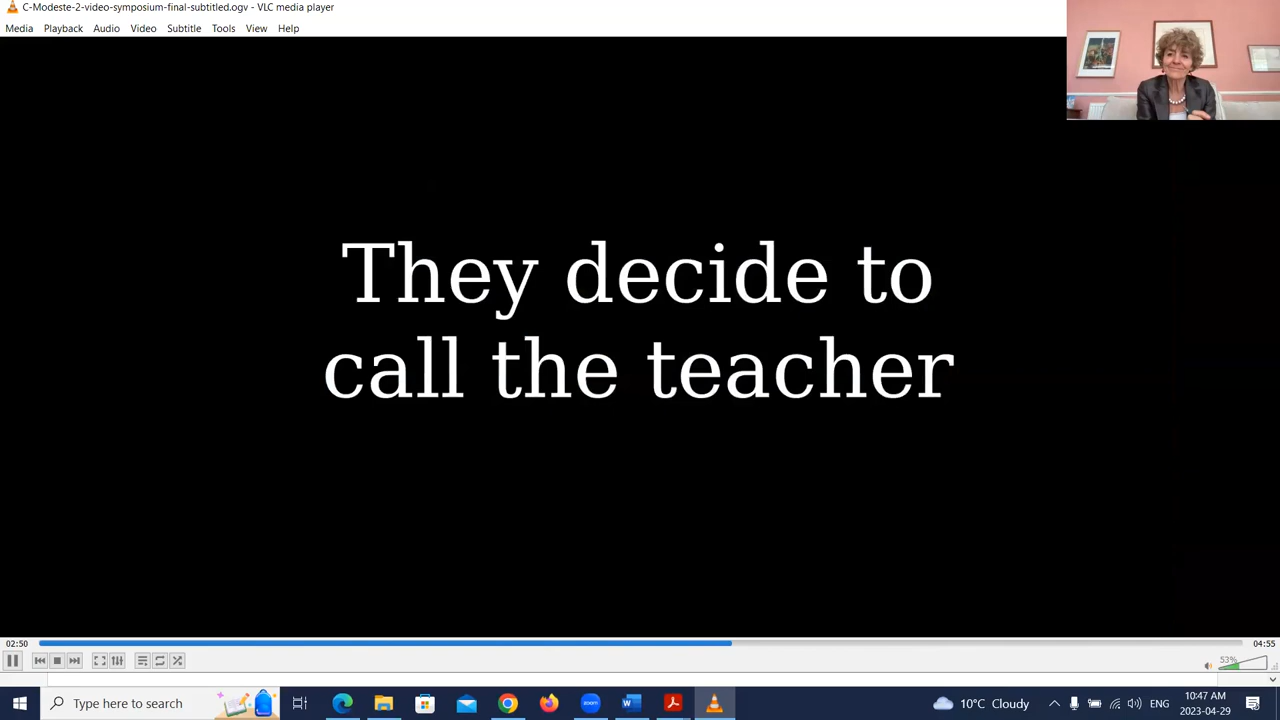 C-Modeste-2-video-symposium-final-subtitled.ogv - VLC media player
Media Playback Audio Video Subtitle Tools View Help
They decide to
call the teacher
02:50 04:55
53%
Type here to search
10°C Cloudy ENG
10:47 AM
2023-04-29
zoom